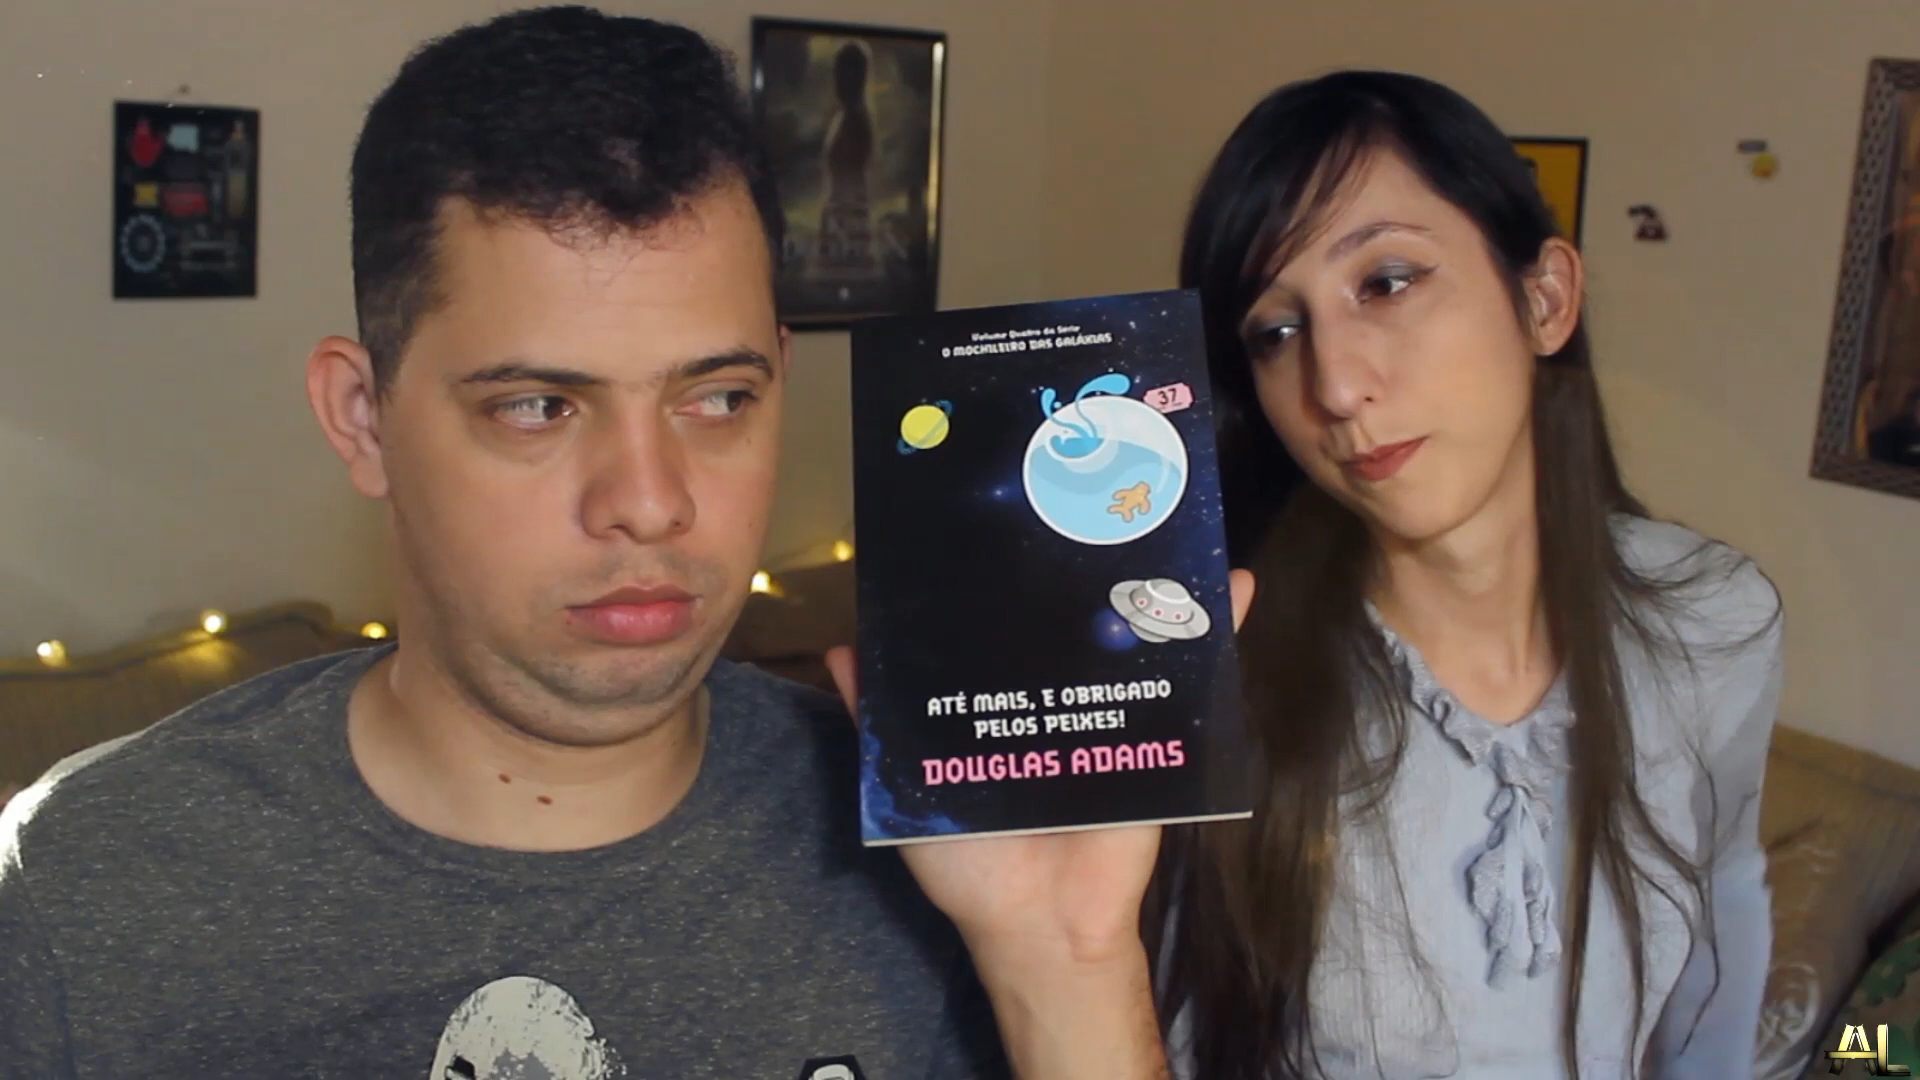 Volume Quatro da Série
O MOCHILEIRO DAS GALÁXIAS
37
ATÉ MAIS, E OBRIGADO
PELOS PEIXES!
DOUGLAS ADAMS
AL